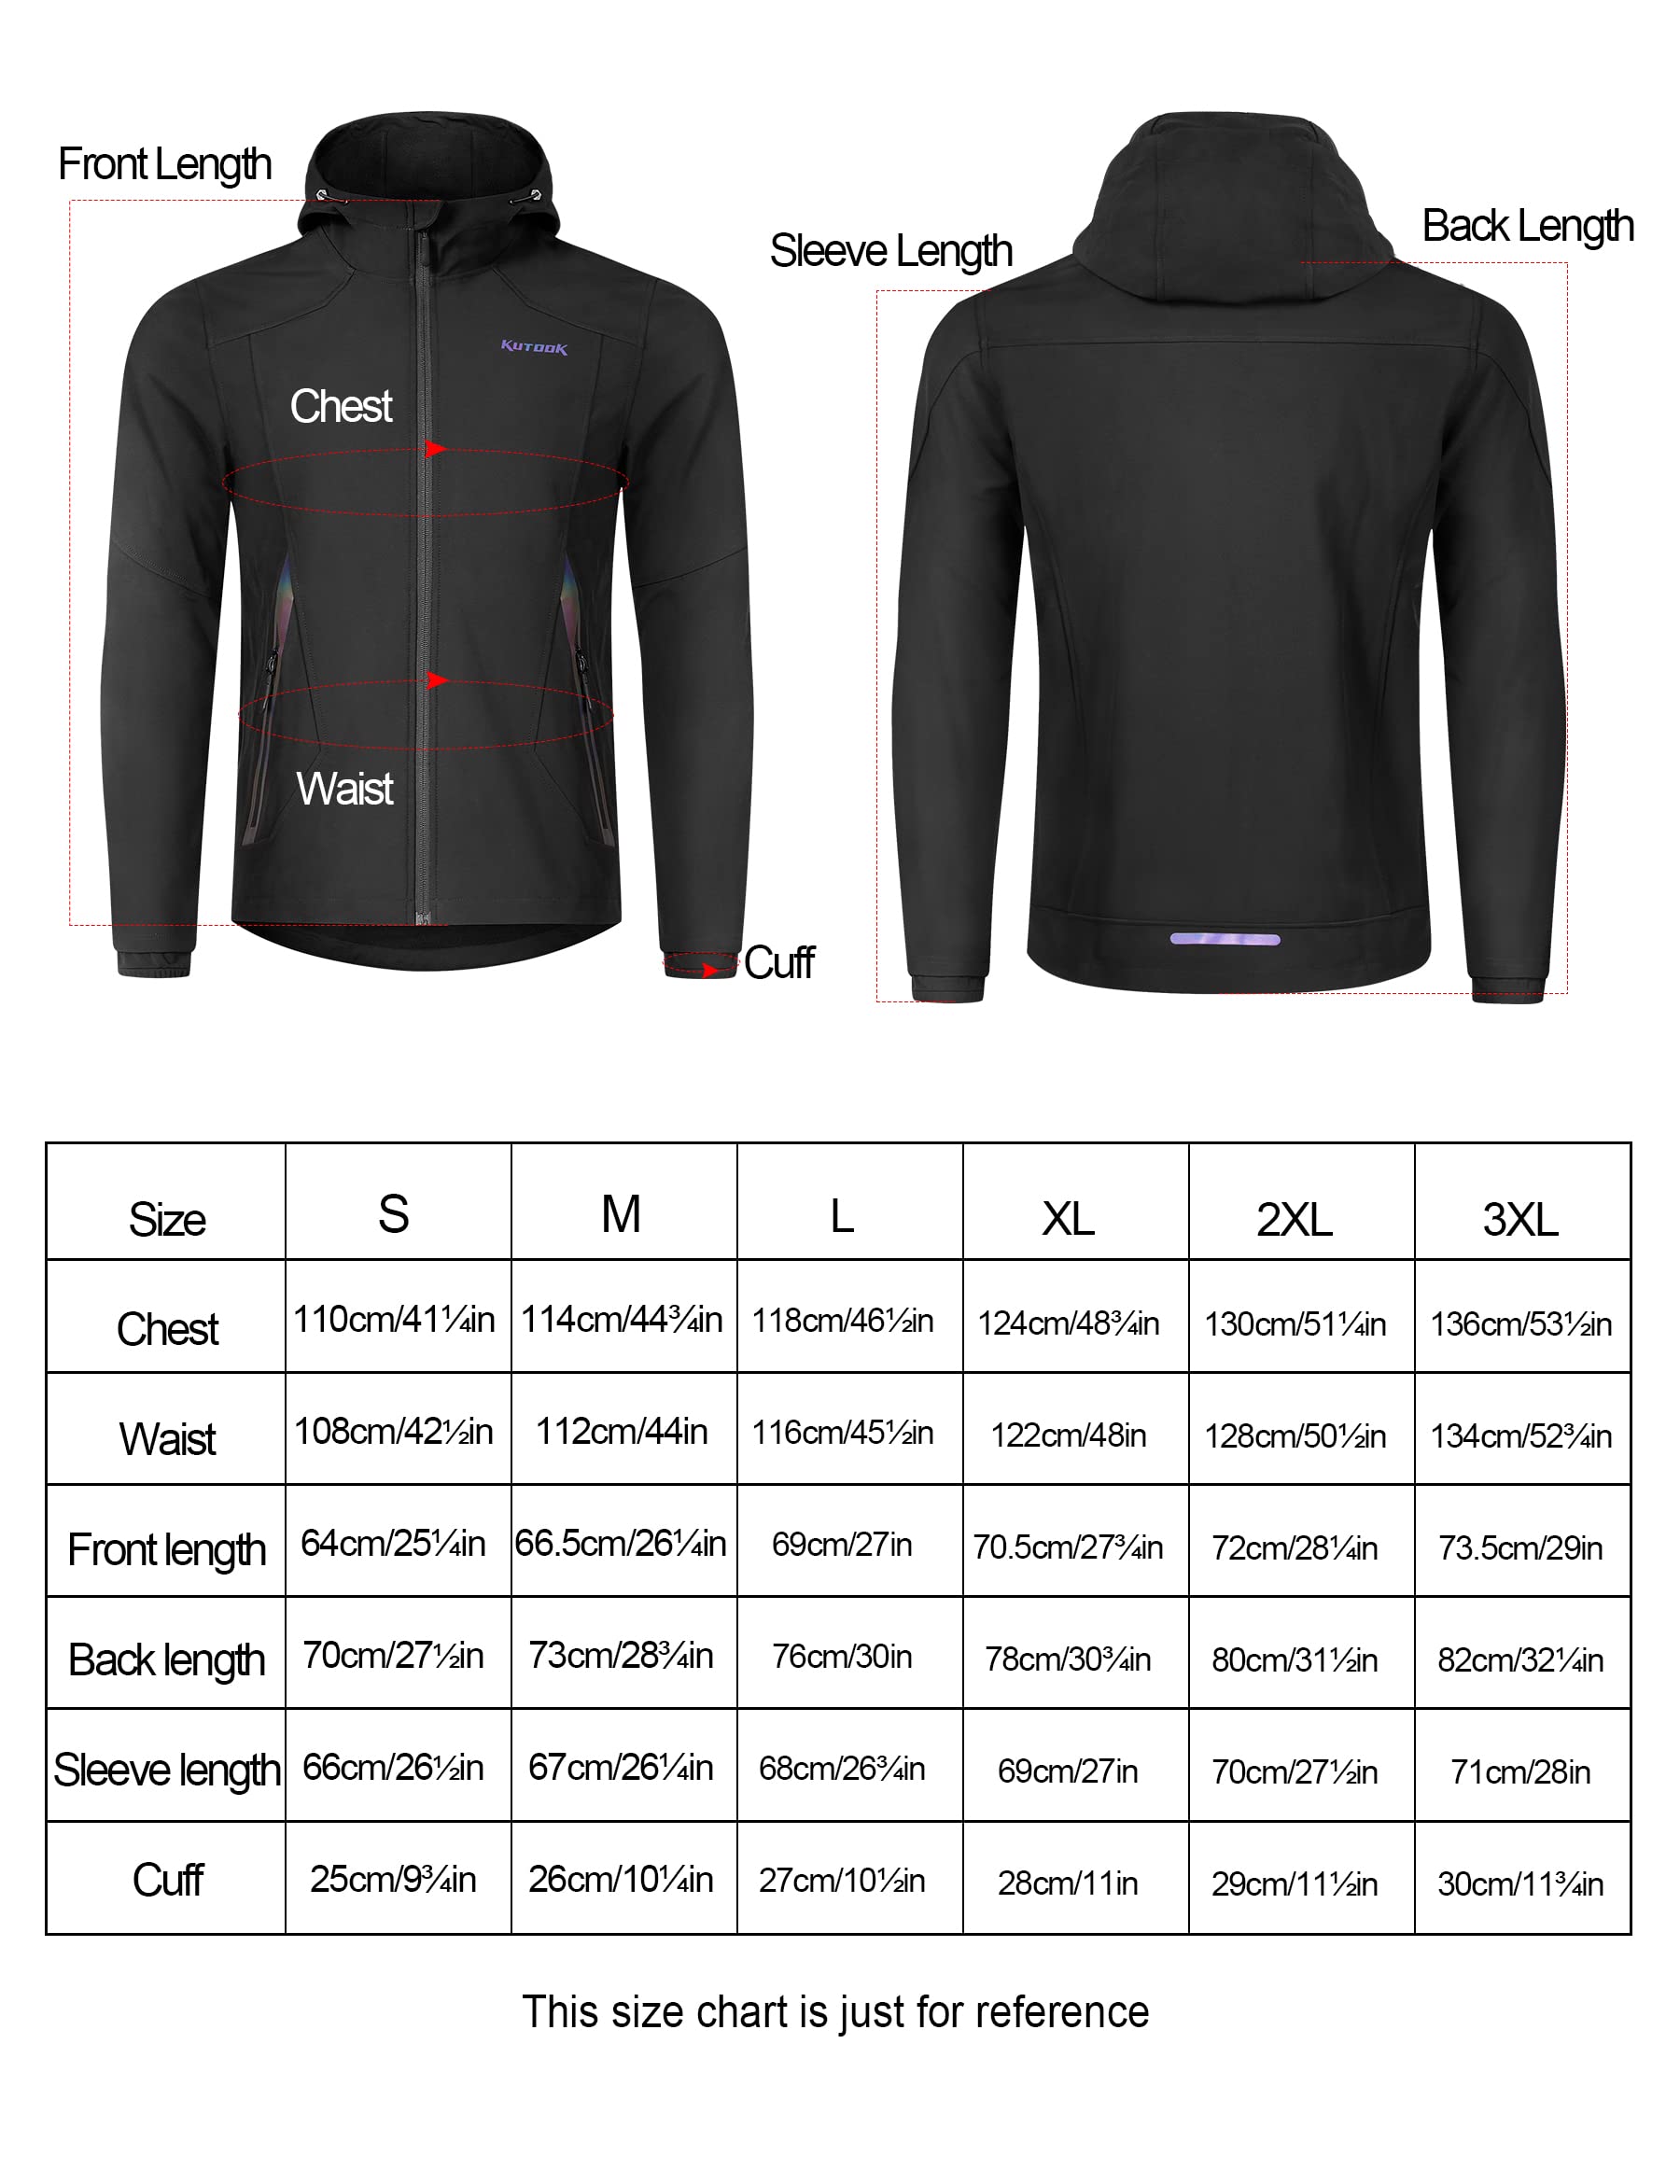 Front Length
Back Length
Sleeve Length
KUTOOK
Chest
Waist
Cuff
Size S M L XL 2XL 3XL
Chest 110cm/41¼in 114cm/44¾in 118cm/46½in 124cm/48¾in 130cm/51¼in 136cm/53½in
Waist 108cm/42½in 112cm/44in 116cm/45½in 122cm/48in 128cm/50½in 134cm/52¾in
Front length 64cm/25¼in 66.5cm/26¼in 69cm/27in 70.5cm/27¾in 72cm/28¼in 73.5cm/29in
Back length 70cm/27½in 73cm/28¾in 76cm/30in 78cm/30¾in 80cm/31½in 82cm/32¼in
Sleeve length 66cm/26½in 67cm/26¼in 68cm/26¾in 69cm/27in 70cm/27½in 71cm/28in
Cuff 25cm/9¾in 26cm/10¼in 27cm/10½in 28cm/11in 29cm/11½in 30cm/11¾in
This size chart is just for reference